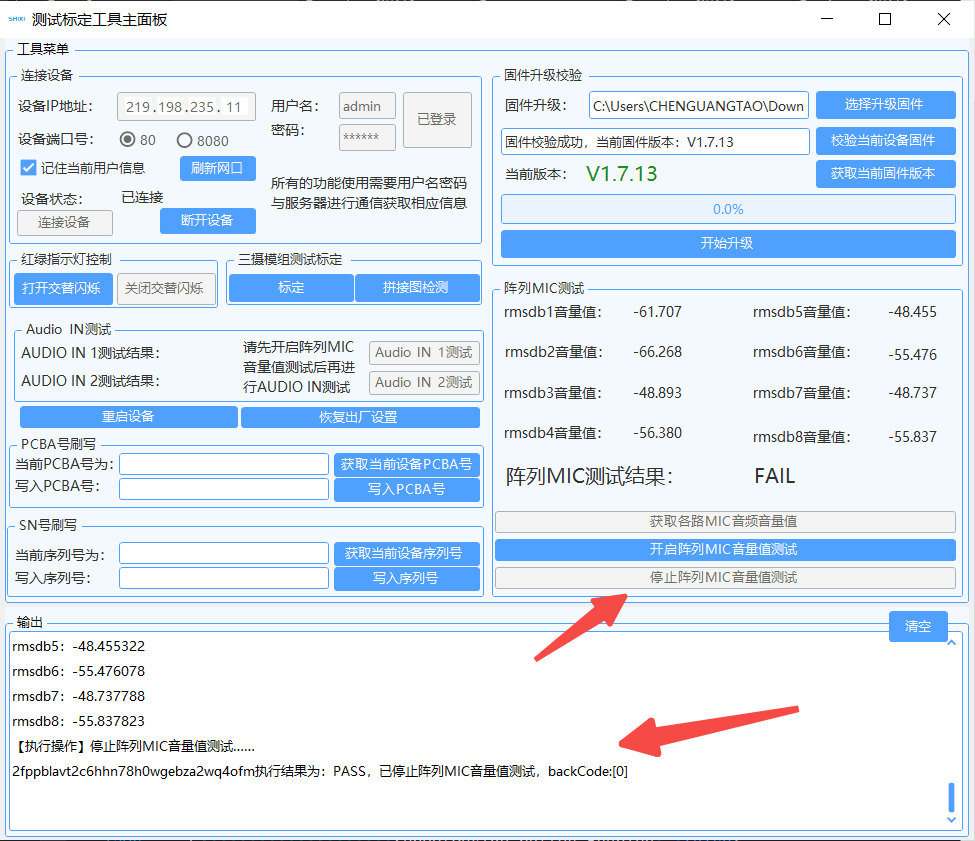 SHIXI 测试标定工具主面板
工具菜单
连接设备
设备IP地址： 219.198.235. 11 用户名： admin 已登录
设备端口号： 80 8080 密码： ******
记住当前用户信息 刷新网口
设备状态： 已连接
连接设备 断开设备
所有的功能使用需要用户名密码
与服务器进行通信获取相应信息
红绿指示灯控制
打开交替闪烁 关闭交替闪烁
三摄模组测试标定
标定 拼接图检测
Audio IN测试
AUDIO IN 1测试结果：
AUDIO IN 2测试结果：
请先开启阵列MIC
音量值测试后再进
行AUDIO IN测试
Audio IN 1测试
Audio IN 2测试
重启设备 恢复出厂设置
PCBA号刷写
当前PCBA号为： 获取当前设备PCBA号
写入PCBA号： 写入PCBA号
SN号刷写
当前序列号为： 获取当前设备序列号
写入序列号： 写入序列号
固件升级校验
固件升级： C:\Users\CHENGUANGTAO\Down 选择升级固件
固件校验成功，当前固件版本：V1.7.13 校验当前设备固件
当前版本： V1.7.13 获取当前固件版本
0.0%
开始升级
阵列MIC测试
rmsdb1音量值： -61.707 rmsdb5音量值： -48.455
rmsdb2音量值： -66.268 rmsdb6音量值： -55.476
rmsdb3音量值： -48.893 rmsdb7音量值： -48.737
rmsdb4音量值： -56.380 rmsdb8音量值： -55.837
阵列MIC测试结果： FAIL
获取各路MIC音频音量值
开启阵列MIC音量值测试
停止阵列MIC音量值测试
输出 清空
rmsdb5：-48.455322
rmsdb6：-55.476078
rmsdb7：-48.737788
rmsdb8：-55.837823
【执行操作】停止阵列MIC音量值测试......
2fppblavt2c6hhn78h0wgebza2wq4ofm执行结果为：PASS，已停止阵列MIC音量值测试，backCode:[0]